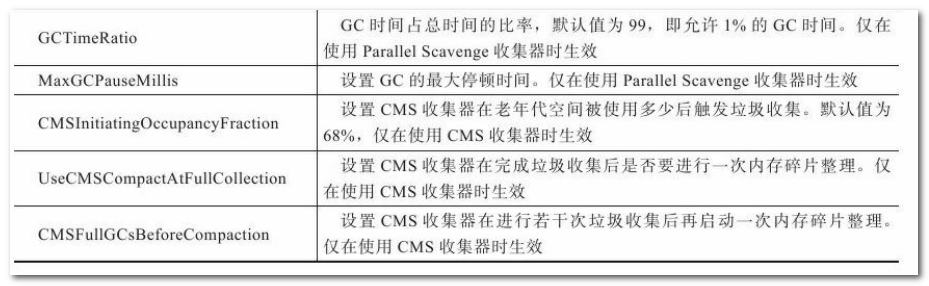 GCTimeRatio
GC 时间占总时间的比率，默认值为 99，即允许 1% 的 GC 时间。仅在
使用 Parallel Scavenge 收集器时生效
MaxGCPauseMillis
设置 GC 的最大停顿时间。仅在使用 Parallel Scavenge 收集器时生效
CMSInitiatingOccupancyFraction
设置 CMS 收集器在老年代空间被使用多少后触发垃圾收集。默认值为
68%，仅在使用 CMS 收集器时生效
UseCMSCompactAtFullCollection
设置 CMS 收集器在完成垃圾收集后是否要进行一次内存碎片整理。仅
在使用 CMS 收集器时生效
CMSFullGCsBeforeCompaction
设置 CMS 收集器在进行若干次垃圾收集后再启动一次内存碎片整理。
仅在使用 CMS 收集器时生效